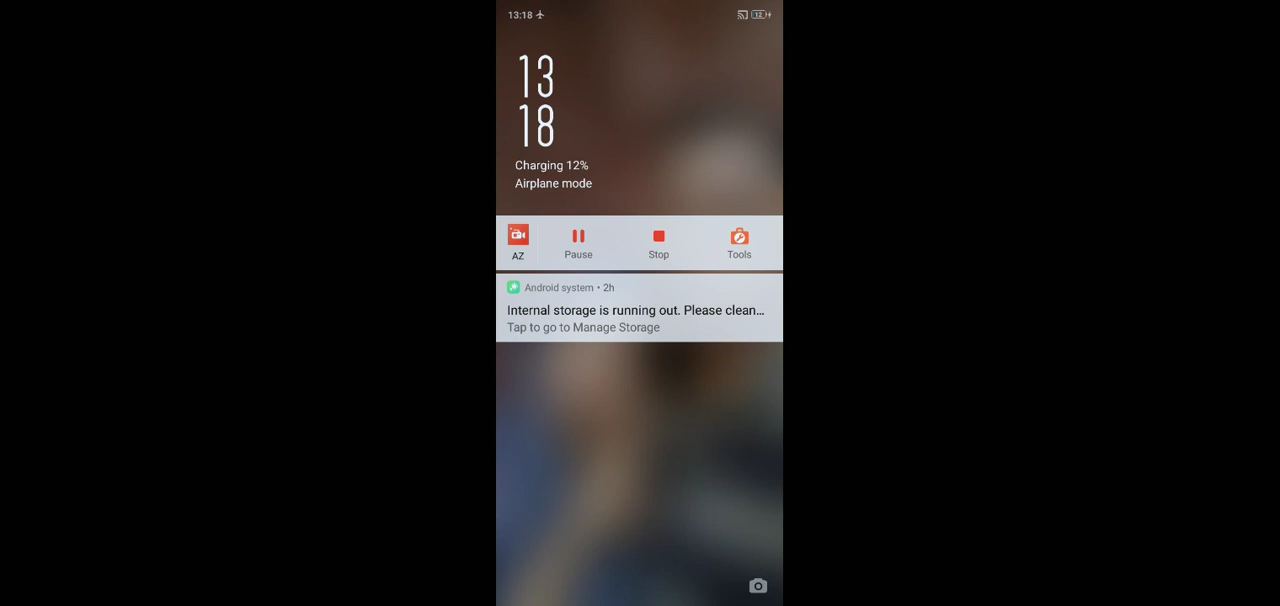 13:18
12
13
18
Charging 12%
Airplane mode
AZ
Pause
Stop
Tools
Android system • 2h
Internal storage is running out. Please clean...
Tap to go to Manage Storage